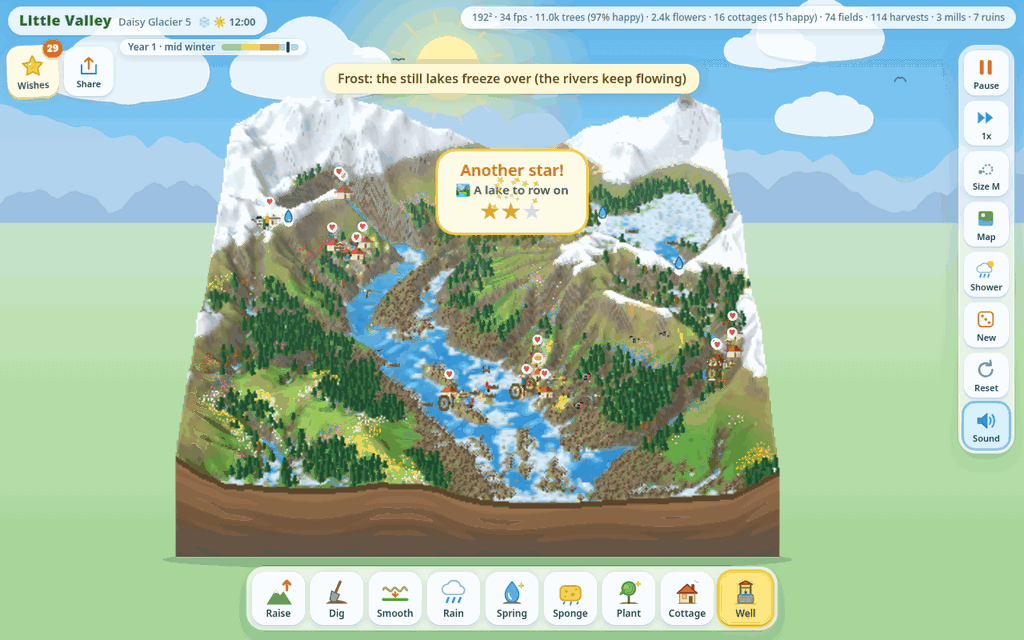 Little Valley Daisy Glacier 5 12:00
192² · 34 fps · 11.0k trees (97% happy) · 2.4k flowers · 16 cottages (15 happy) · 74 fields · 114 harvests · 3 mills · 7 ruins
Year 1 · mid winter
29
Wishes
Share
Frost: the still lakes freeze over (the rivers keep flowing)
Another star!
A lake to row on
Pause
1x
Size M
Map
Shower
New
Reset
Sound
Raise
Dig
Smooth
Rain
Spring
Sponge
Plant
Cottage
Well